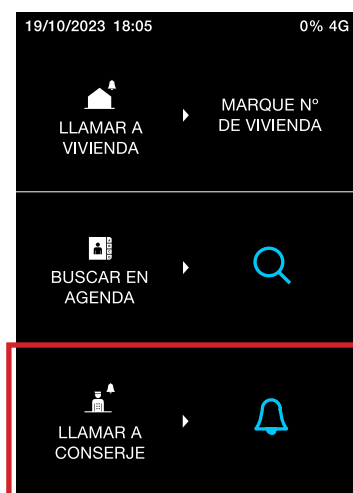 19/10/2023 18:05 0% 4G
LLAMAR A
VIVIENDA
MARQUE Nº
DE VIVIENDA
BUSCAR EN
AGENDA
LLAMAR A
CONSERJE